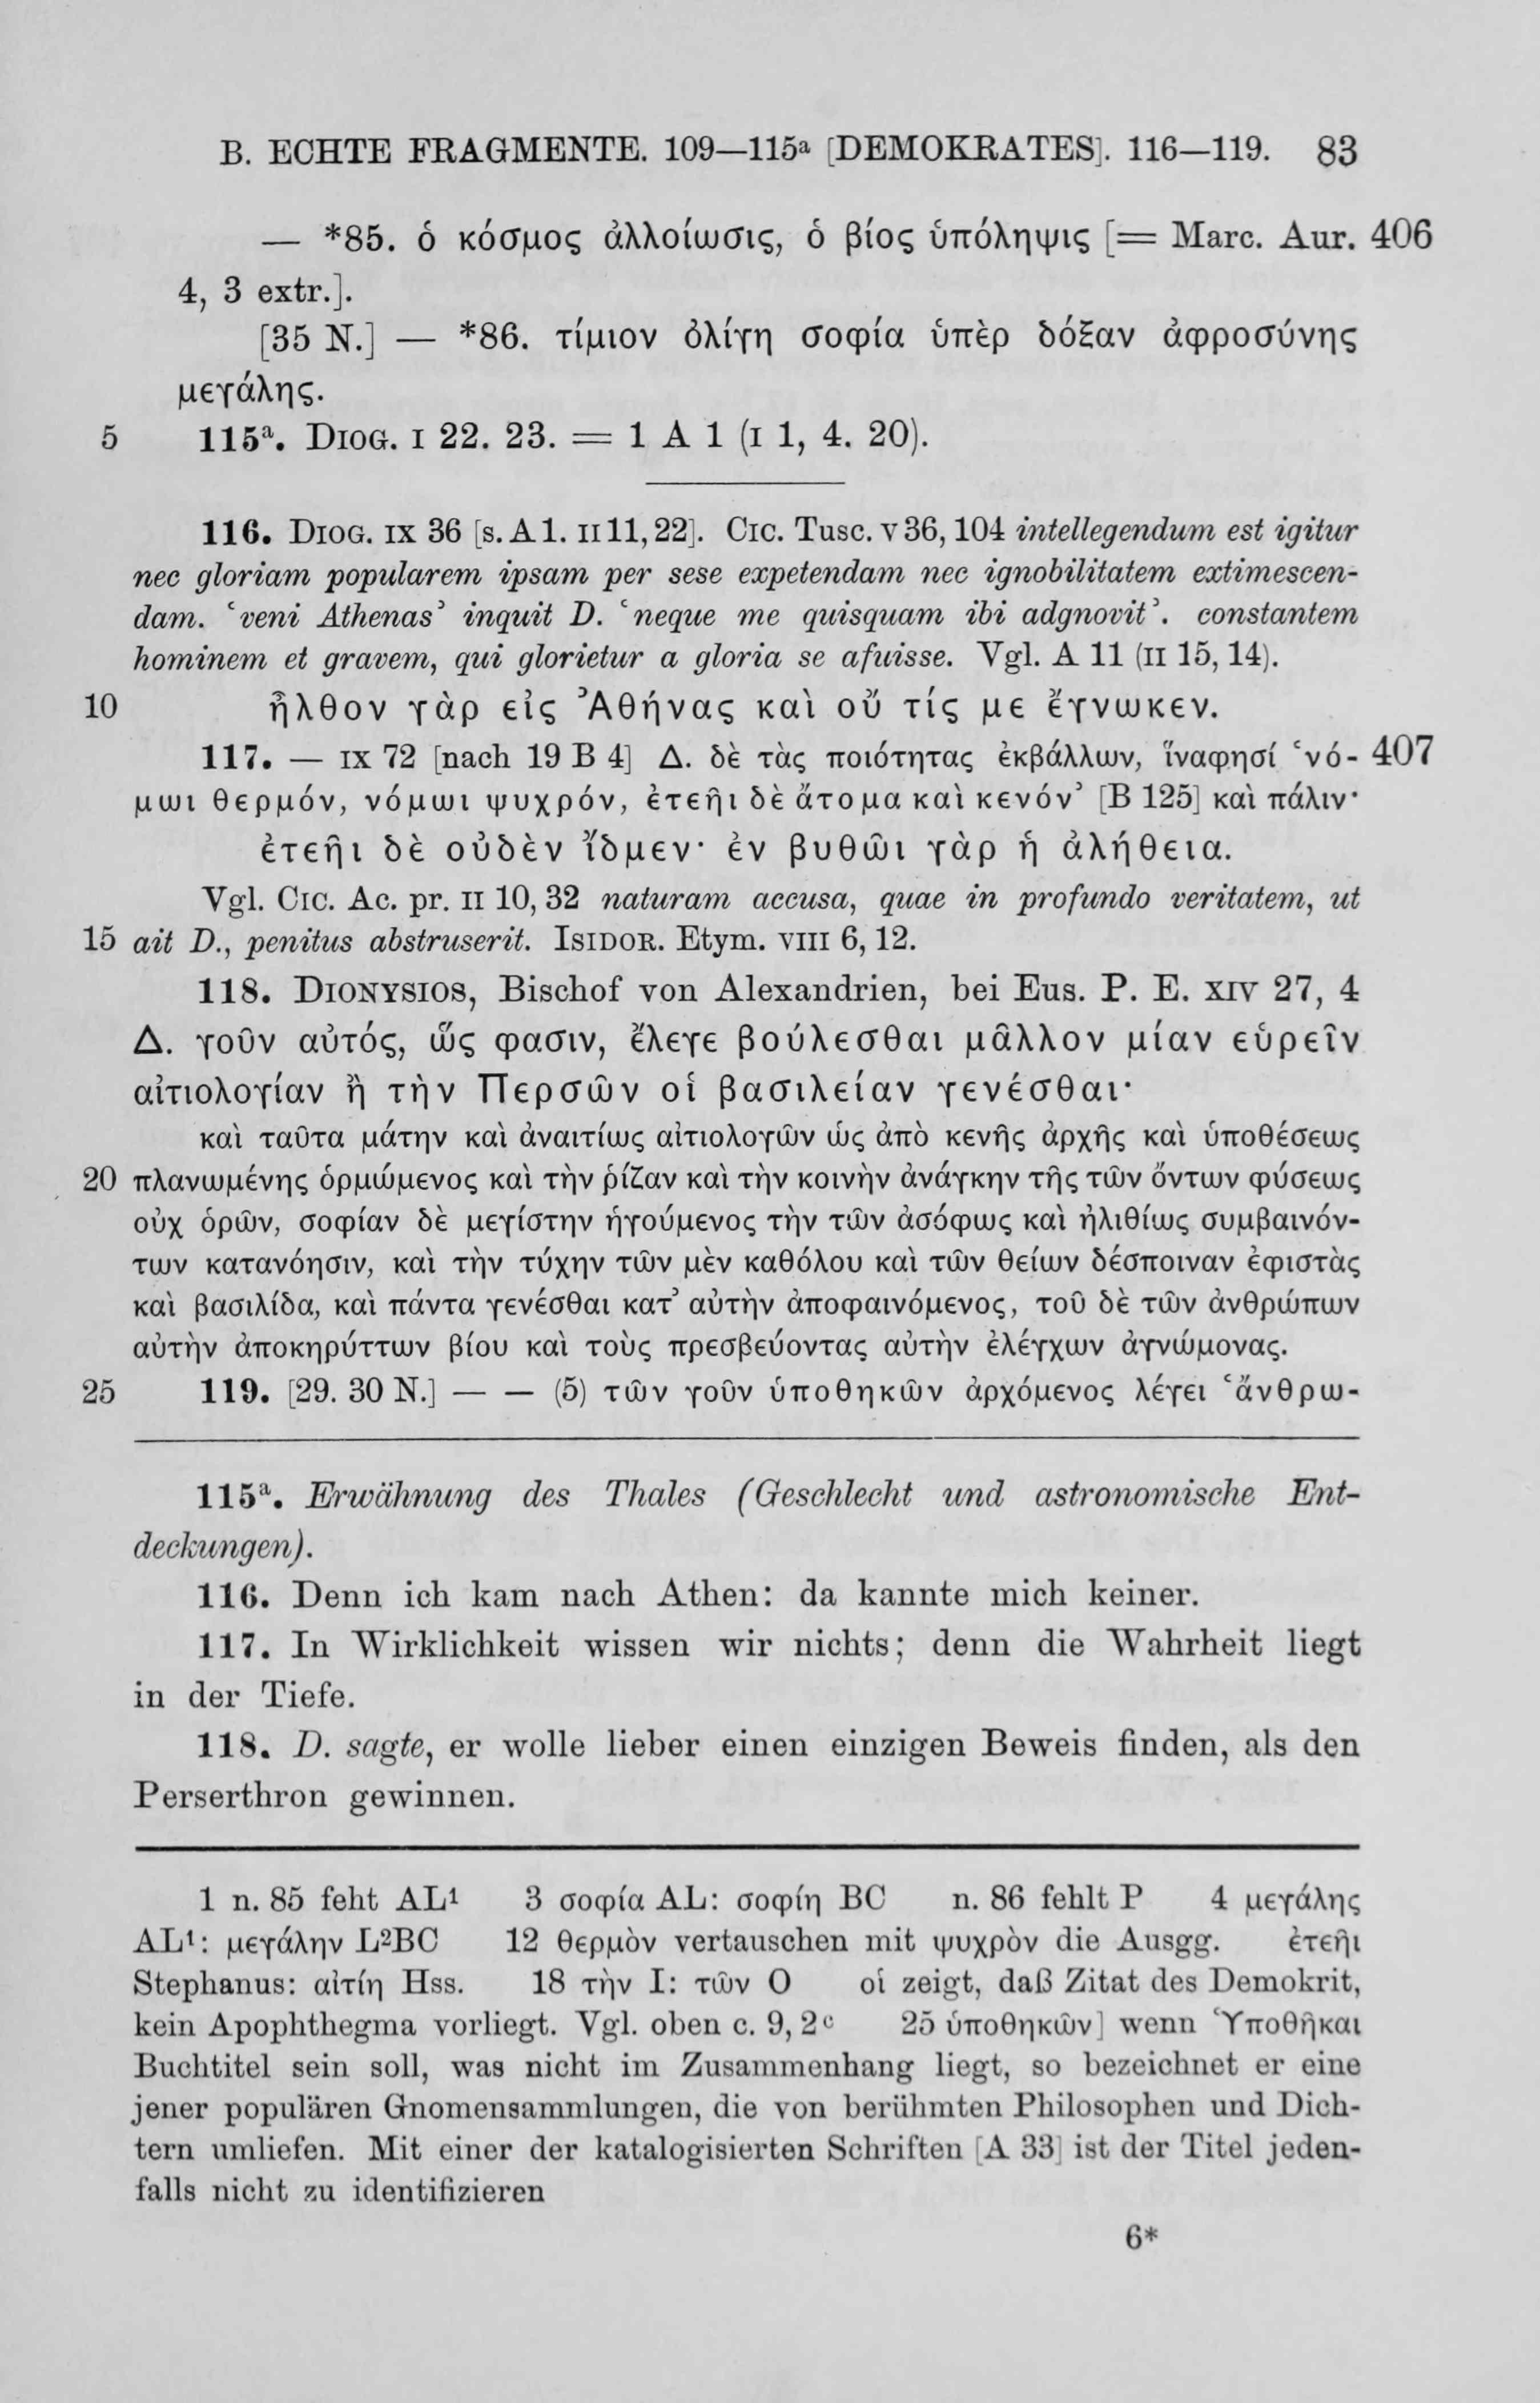 B. ECHTE FRAGMENTE. 109—115ᵃ [DEMOKRATES]. 116—119. 83
— *85. ὁ κόσμος ἀλλοίωσις, ὁ βίος ὑπόληψις [= Marc. Aur. 406
4, 3 extr.].
[35 N.] — *86. τίμιον ὀλίγη σοφία ὑπὲρ δόξαν ἀφροσύνης
μεγάλης.
5 115ᵃ. DIOG. I 22. 23. = 1 A 1 (I 1, 4. 20).
116. DIOG. IX 36 [s. A 1. II 11, 22]. CIC. Tusc. V 36, 104 intellegendum est igitur
nec gloriam popularem ipsam per sese expetendam nec ignobilitatem extimescen-
dam. ‘veni Athenas’ inquit D. ‘neque me quisquam ibi adgnovit’. constantem
hominem et gravem, qui glorietur a gloria se afuisse. Vgl. A 11 (II 15, 14).
10 ἦλθον γὰρ εἰς Ἀθήνας καὶ οὔ τίς με ἔγνωκεν.
117. — IX 72 [nach 19 B 4] Δ. δὲ τὰς ποιότητας ἐκβάλλων, ἵναφησί ‘νό- 407
μωι θερμόν, νόμωι ψυχρόν, ἐτεῆι δὲ ἄτομα καὶ κενόν’ [B 125] καὶ πάλιν·
ἐτεῆι δὲ οὐδὲν ἴδμεν· ἐν βυθῶι γὰρ ἡ ἀλήθεια.
Vgl. CIC. Ac. pr. II 10, 32 naturam accusa, quae in profundo veritatem, ut
15 ait D., penitus abstruserit. ISIDOR. Etym. VIII 6, 12.
118. DIONYSIOS, Bischof von Alexandrien, bei Eus. P. E. XIV 27, 4
Δ. γοῦν αὐτός, ὥς φασιν, ἔλεγε βούλεσθαι μᾶλλον μίαν εὑρεῖν
αἰτιολογίαν ἢ τὴν Περσῶν οἱ βασιλείαν γενέσθαι·
καὶ ταῦτα μάτην καὶ ἀναιτίως αἰτιολογῶν ὡς ἀπὸ κενῆς ἀρχῆς καὶ ὑποθέσεως
20 πλανωμένης ὁρμώμενος καὶ τὴν ῥίζαν καὶ τὴν κοινὴν ἀνάγκην τῆς τῶν ὄντων φύσεως
οὐχ ὁρῶν, σοφίαν δὲ μεγίστην ἡγούμενος τὴν τῶν ἀσόφως καὶ ἠλιθίως συμβαινόν-
των κατανόησιν, καὶ τὴν τύχην τῶν μὲν καθόλου καὶ τῶν θείων δέσποιναν ἐφιστὰς
καὶ βασιλίδα, καὶ πάντα γενέσθαι κατ’ αὐτὴν ἀποφαινόμενος, τοῦ δὲ τῶν ἀνθρώπων
αὐτὴν ἀποκηρύττων βίου καὶ τοὺς πρεσβεύοντας αὐτὴν ἐλέγχων ἀγνώμονας.
25 119. [29. 30 N.] — — (5) τῶν γοῦν ὑποθηκῶν ἀρχόμενος λέγει ‘ἄνθρω-
115ᵃ. Erwähnung des Thales (Geschlecht und astronomische Ent-
deckungen).
116. Denn ich kam nach Athen: da kannte mich keiner.
117. In Wirklichkeit wissen wir nichts; denn die Wahrheit liegt
in der Tiefe.
118. D. sagte, er wolle lieber einen einzigen Beweis finden, als den
Perserthron gewinnen.
1 n. 85 feht AL¹ 3 σοφία AL: σοφίη BC n. 86 fehlt P 4 μεγάλης
AL¹: μεγάλην L²BC 12 θερμὸν vertauschen mit ψυχρὸν die Ausgg. ἐτεῆι
Stephanus: αἰτίη Hss. 18 τὴν I: τῶν O οἱ zeigt, daß Zitat des Demokrit,
kein Apophthegma vorliegt. Vgl. oben c. 9, 2ᶜ 25 ὑποθηκῶν] wenn Ὑποθῆκαι
Buchtitel sein soll, was nicht im Zusammenhang liegt, so bezeichnet er eine
jener populären Gnomensammlungen, die von berühmten Philosophen und Dich-
tern umliefen. Mit einer der katalogisierten Schriften [A 33] ist der Titel jeden-
falls nicht zu identifizieren
6*